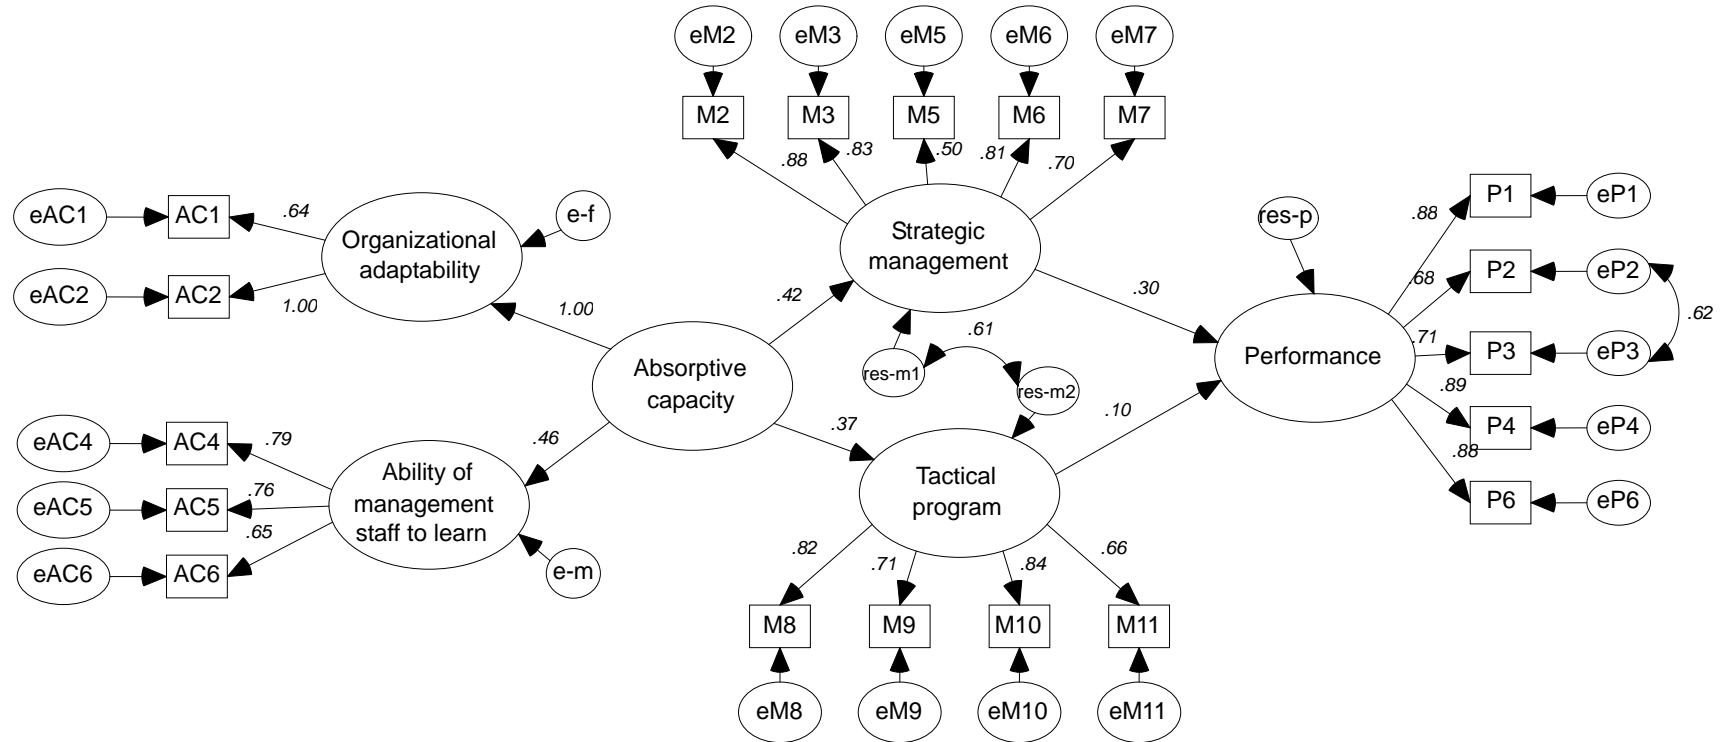 eM2
eM3
eM5
eM6
eM7
M2
M3
M5
M6
M7
.88
.83
.50
.81
.70
eAC1
AC1
.64
e-f
eAC2
AC2
1.00
Organizational
adaptability
1.00
.42
Strategic
management
.30
res-p
.88
P1
eP1
.68
P2
eP2
.62
.71
P3
eP3
.89
P4
eP4
.88
P6
eP6
Performance
Absorptive
capacity
res-m1
.61
res-m2
.10
.37
.46
eAC4
AC4
.79
eAC5
AC5
.76
eAC6
AC6
.65
Ability of
management
staff to learn
e-m
Tactical
program
.82
.71
.84
.66
M8
M9
M10
M11
eM8
eM9
eM10
eM11